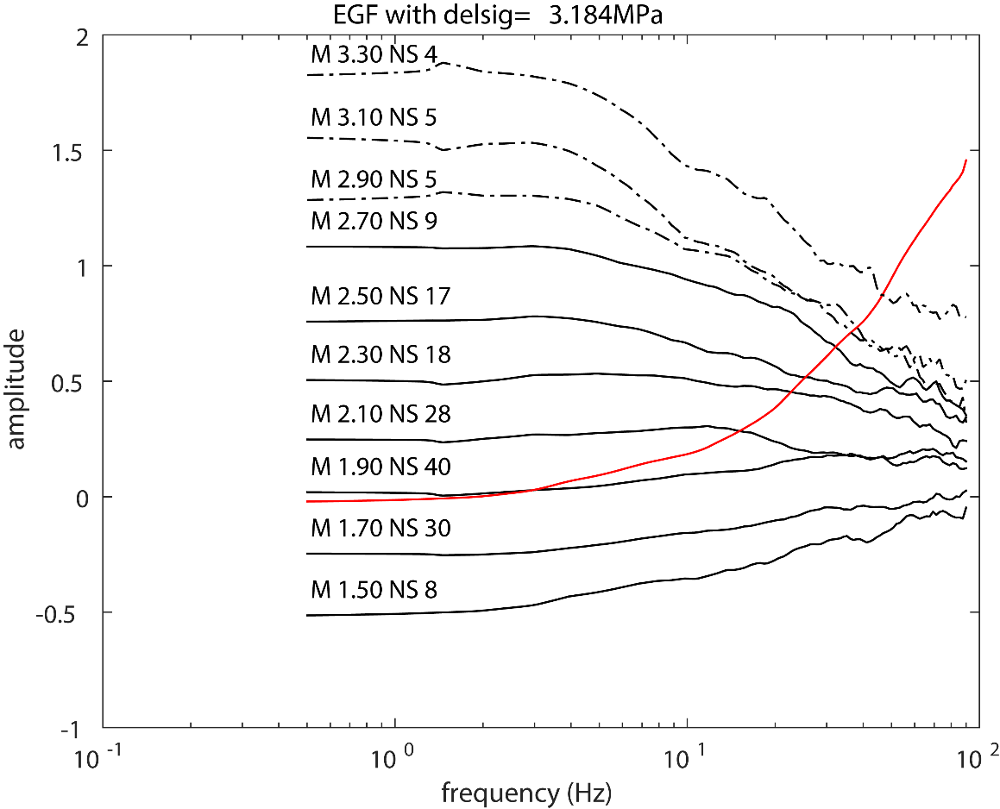 EGF with delsig= 3.184MPa
2
M 3.30 NS 4
M 3.10 NS 5
1.5
M 2.90 NS 5
M 2.70 NS 9
1
M 2.50 NS 17
M 2.30 NS 18
0.5
M 2.10 NS 28
M 1.90 NS 40
0
M 1.70 NS 30
M 1.50 NS 8
-0.5
-1
amplitude
10 -1
10 0
10 1
10 2
frequency (Hz)